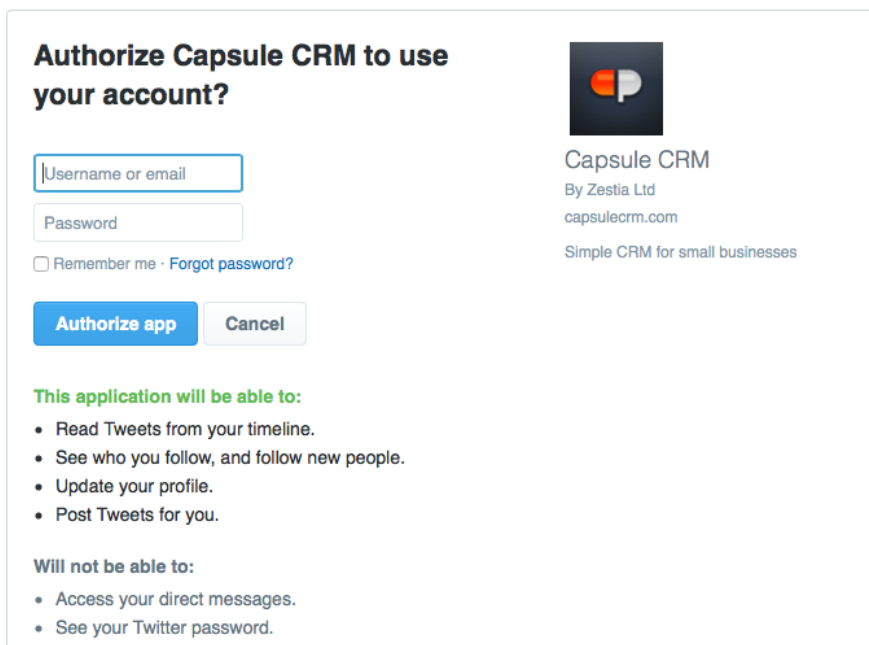 Authorize Capsule CRM to use
your account?
Username or email
Password
Remember me · Forgot password?
Authorize app
Cancel
This application will be able to:
• Read Tweets from your timeline.
• See who you follow, and follow new people.
• Update your profile.
• Post Tweets for you.
Will not be able to:
• Access your direct messages.
• See your Twitter password.
Capsule CRM
By Zestia Ltd
capsulecrm.com
Simple CRM for small businesses